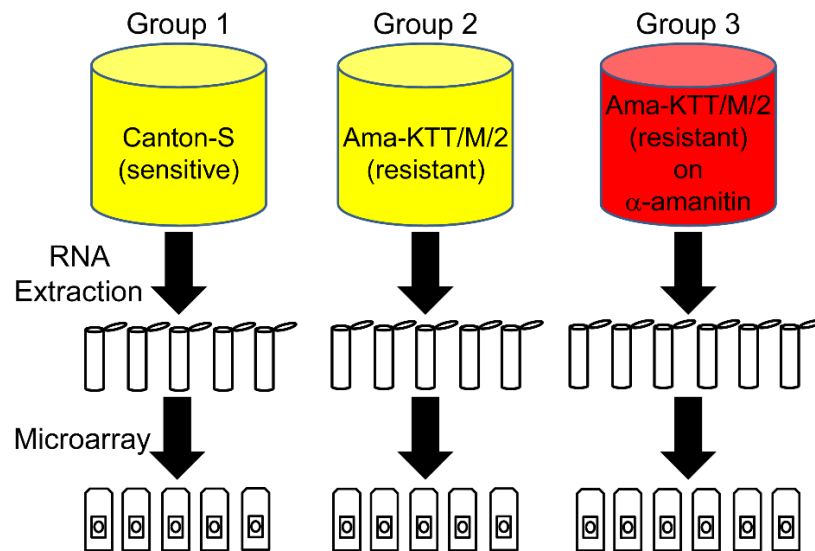 Group 1
Group 2
Group 3
Canton-S
(sensitive)
Ama-KTT/M/2
(resistant)
Ama-KTT/M/2
(resistant)
on
α-amanitin
RNA
Extraction
Microarray